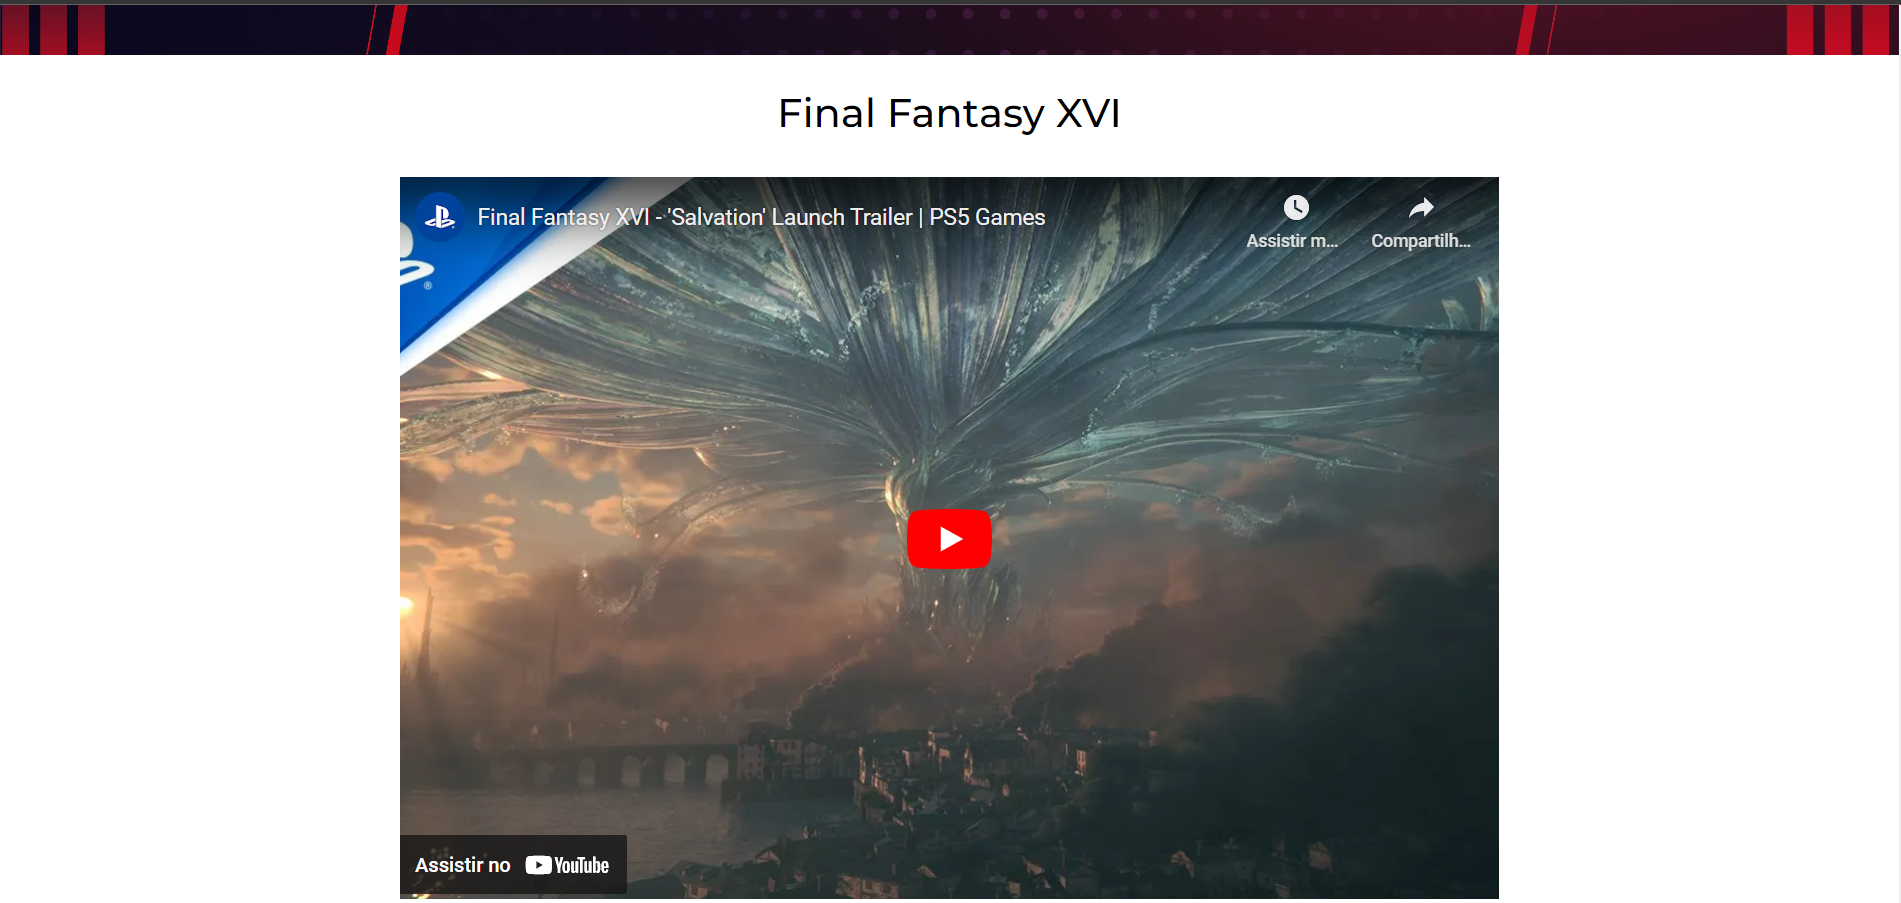 Final Fantasy XVI
Final Fantasy XVI - 'Salvation' Launch Trailer | PS5 Games
Assistir m...
Compartilh...
®
Assistir no YouTube